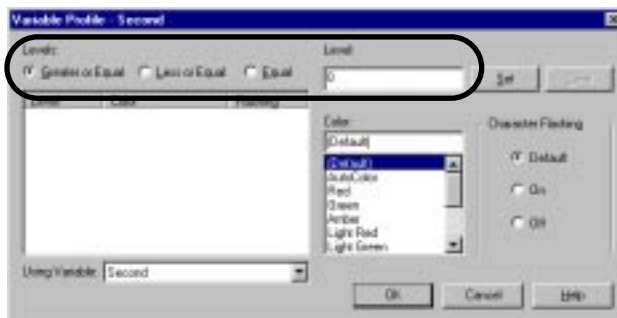 Variable Profile - Second
Levels:
Level:
Greater or Equal
Less or Equal
Equal
0
Set
Level
Color
Flashing
Color:
(Default)
(Default)
AutoColor
Red
Green
Amber
Light Red
Light Green
Character Flashing
Default
On
Off
Using Variable:
Second
OK
Cancel
Help